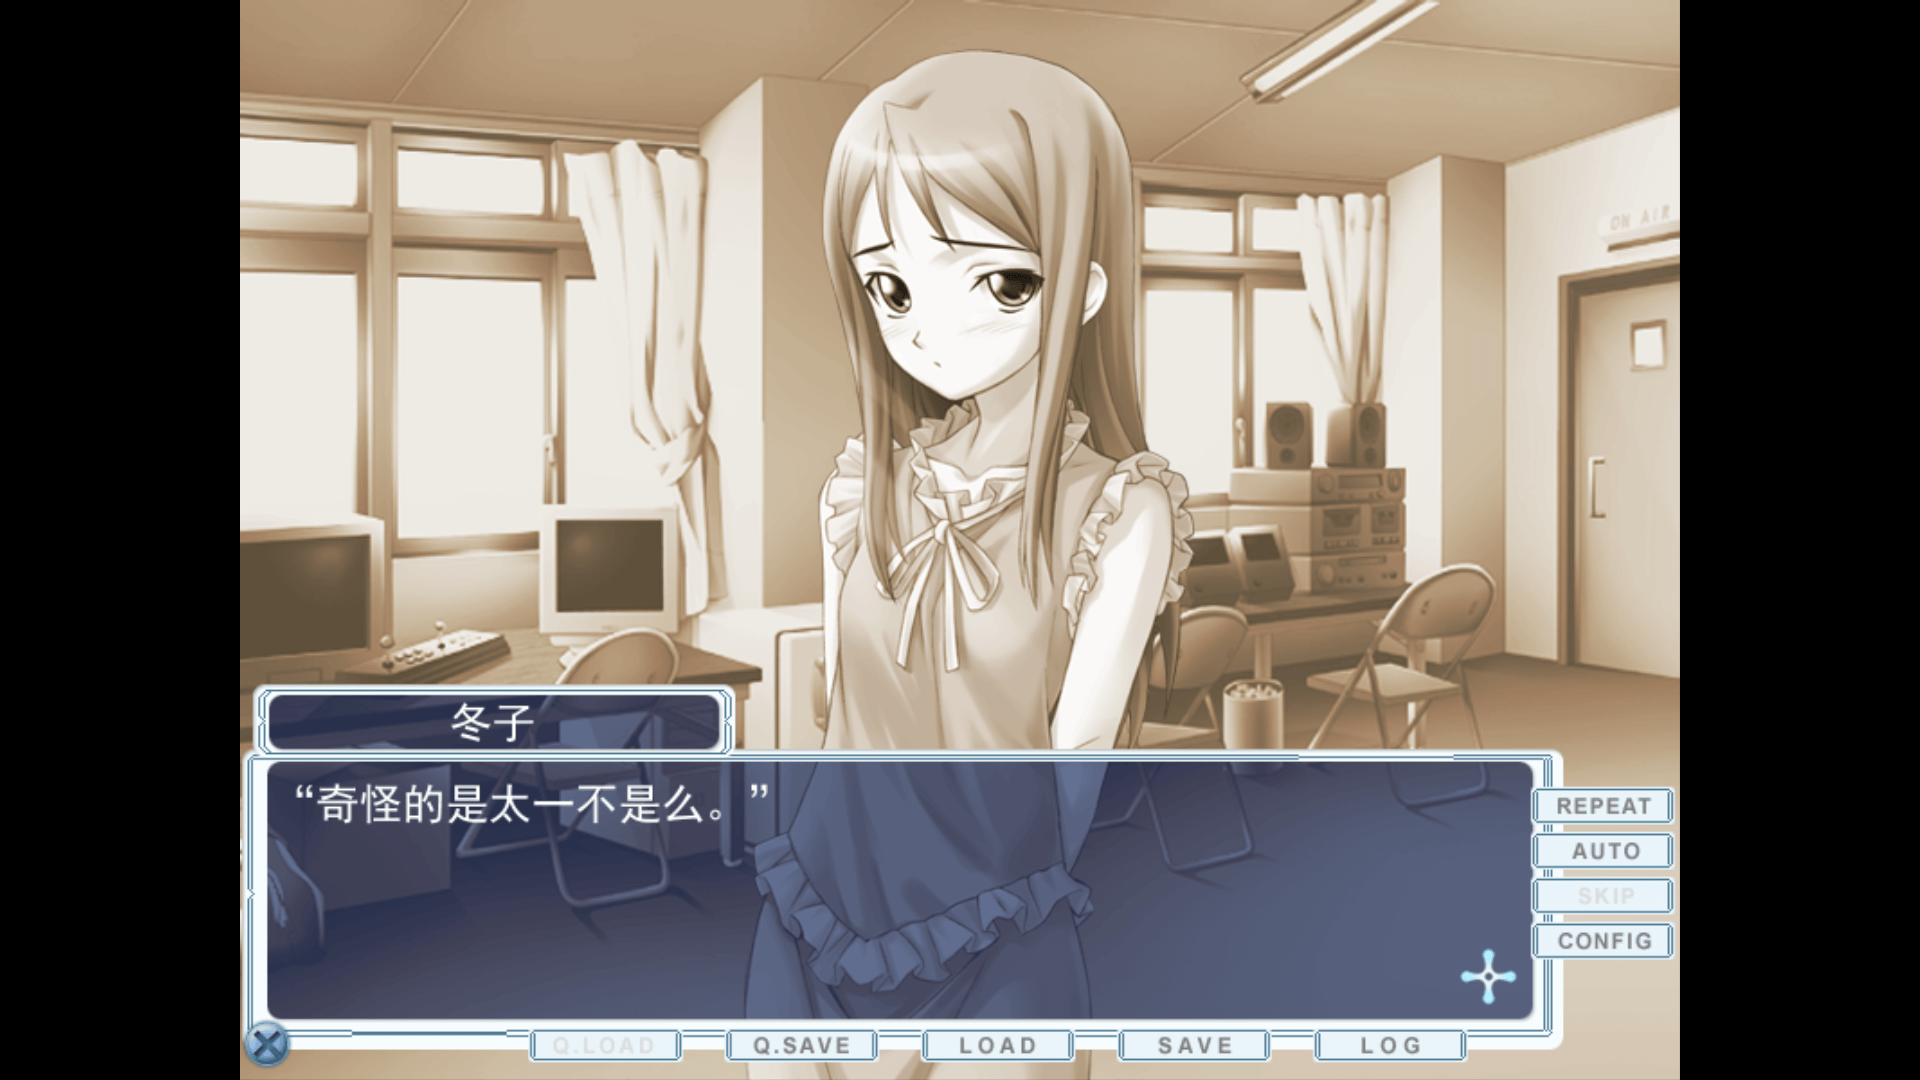 ON AIR
冬子
“奇怪的是太一不是么。”
REPEAT
AUTO
SKIP
CONFIG
Q.LOAD
Q.SAVE
LOAD
SAVE
LOG